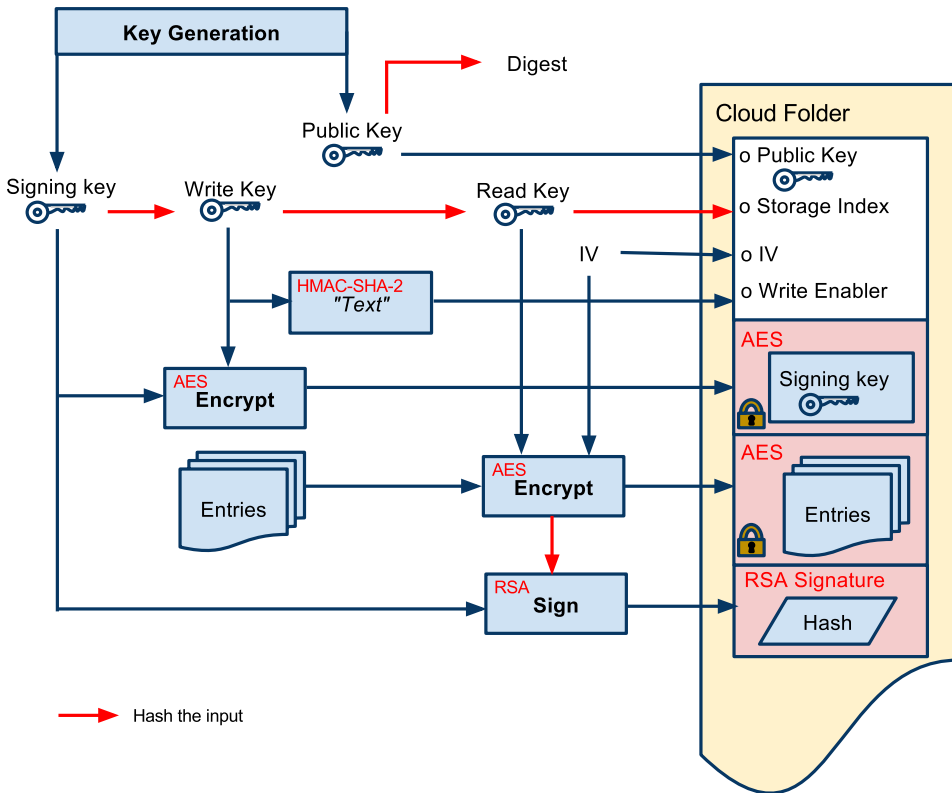 Key Generation
Digest
Cloud Folder
Public Key
o Public Key
Signing key
Write Key
Read Key
o Storage Index
IV
o IV
HMAC-SHA-2
"Text"
o Write Enabler
AES
Encrypt
AES
Signing key
Entries
AES
Encrypt
AES
Entries
RSA
Sign
RSA Signature
Hash
Hash the input